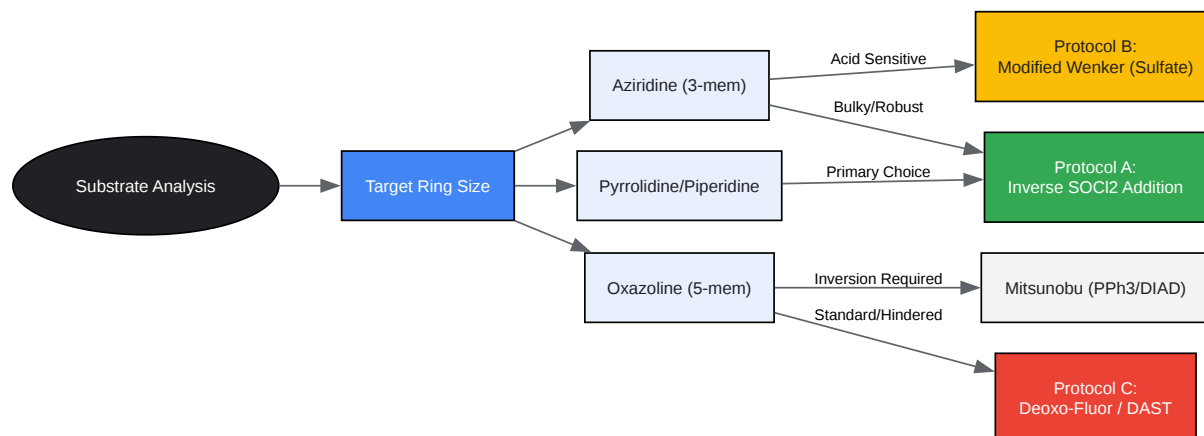 Substrate Analysis
Target Ring Size
Aziridine (3-mem)
Pyrrolidine/Piperidine
Oxazoline (5-mem)
Acid Sensitive
Bulky/Robust
Primary Choice
Inversion Required
Standard/Hindered
Protocol B:
Modified Wenker (Sulfate)
Protocol A:
Inverse SOCl2 Addition
Mitsunobu (PPh3/DIAD)
Protocol C:
Deoxo-Fluor / DAST